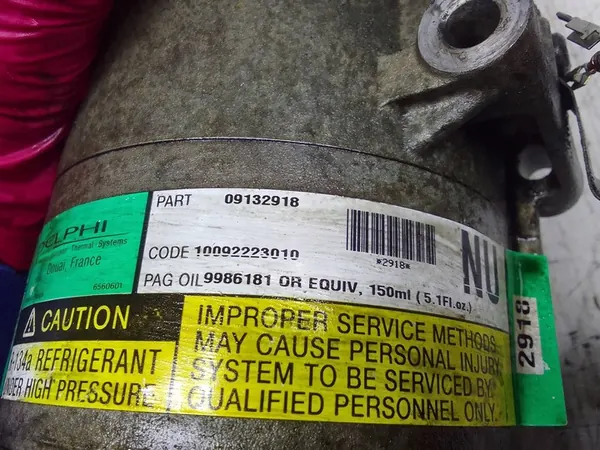 DELPHI
Thermal Systems
Douai, France
6560601
PART 09132918
CODE 10092223010
*2918*
NU
PAG OIL 9986181 OR EQUIV, 150ml (5.1Fl.oz.)
2918
CAUTION
R-134a REFRIGERANT
UNDER HIGH PRESSURE
IMPROPER SERVICE METHODS
MAY CAUSE PERSONAL INJURY
SYSTEM TO BE SERVICED BY
QUALIFIED PERSONNEL ONLY.